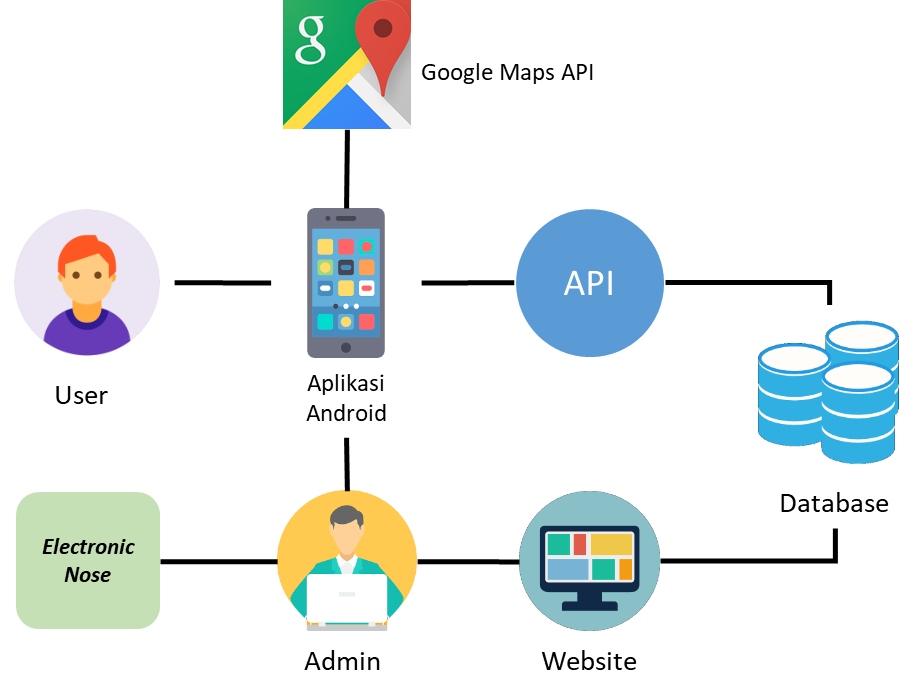 g
Google Maps API
API
User
Aplikasi
Android
Database
Electronic
Nose
Admin
Website